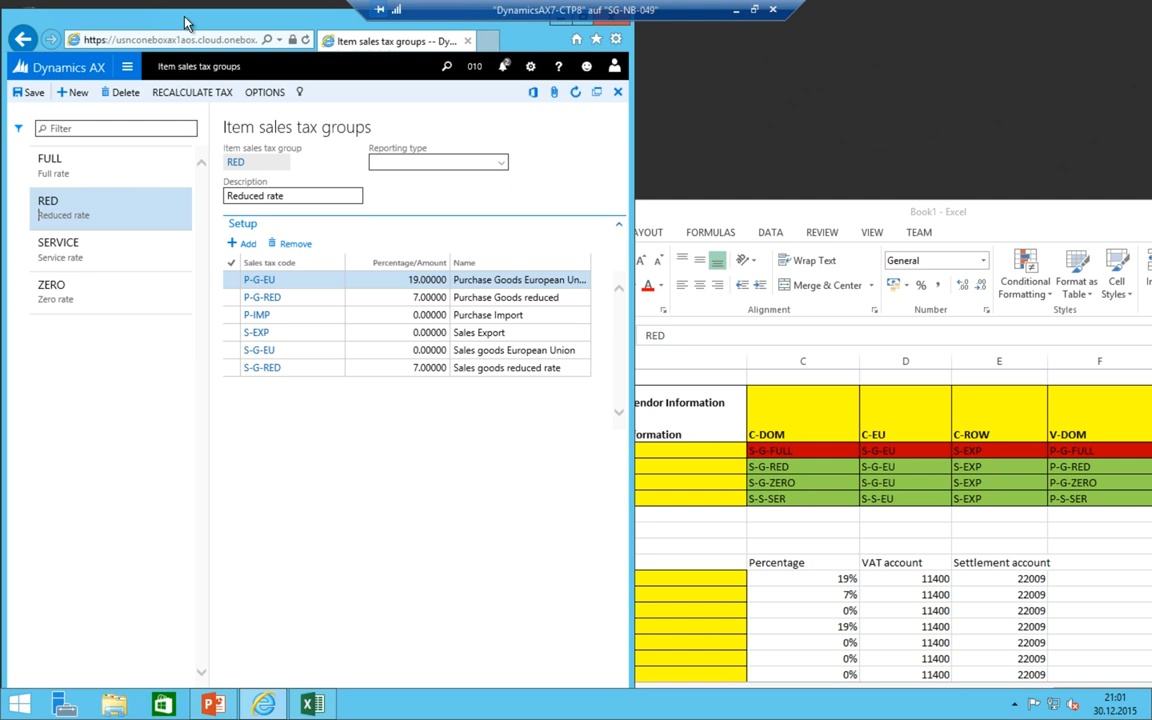 "DynamicsAX7-CTP8" auf "SG-NB-049"
https://usnconeboxax1aos.cloud.onebox.
Item sales tax groups -- Dy...
Dynamics AX
Item sales tax groups
010
2
Save
New
Delete
RECALCULATE TAX
OPTIONS
Filter
FULL
Full rate
RED
Reduced rate
SERVICE
Service rate
ZERO
Zero rate
Item sales tax groups
Item sales tax group
Reporting type
RED
Description
Reduced rate
Setup
Add
Remove
Sales tax code Percentage/Amount Name
P-G-EU 19.00000 Purchase Goods European Un...
P-G-RED 7.00000 Purchase Goods reduced
P-IMP 0.00000 Purchase Import
S-EXP 0.00000 Sales Export
S-G-EU 0.00000 Sales goods European Union
S-G-RED 7.00000 Sales goods reduced rate
Book1 - Excel
AYOUT FORMULAS DATA REVIEW VIEW TEAM
Wrap Text
General
Merge & Center
Conditional Formatting
Format as Table
Cell Styles
Alignment
Number
Styles
RED
C D E F
endor Information
ormation C-DOM C-EU C-ROW V-DOM
S-G-FULL S-G-EU S-EXP P-G-FULL
S-G-RED S-G-EU S-EXP P-G-RED
S-G-ZERO S-G-EU S-EXP P-G-ZERO
S-S-SER S-S-EU S-EXP P-S-SER
Percentage VAT account Settlement account
19% 11400 22009
7% 11400 22009
0% 11400 22009
19% 11400 22009
0% 11400 22009
0% 11400 22009
0% 11400 22009
21:01
30.12.2015